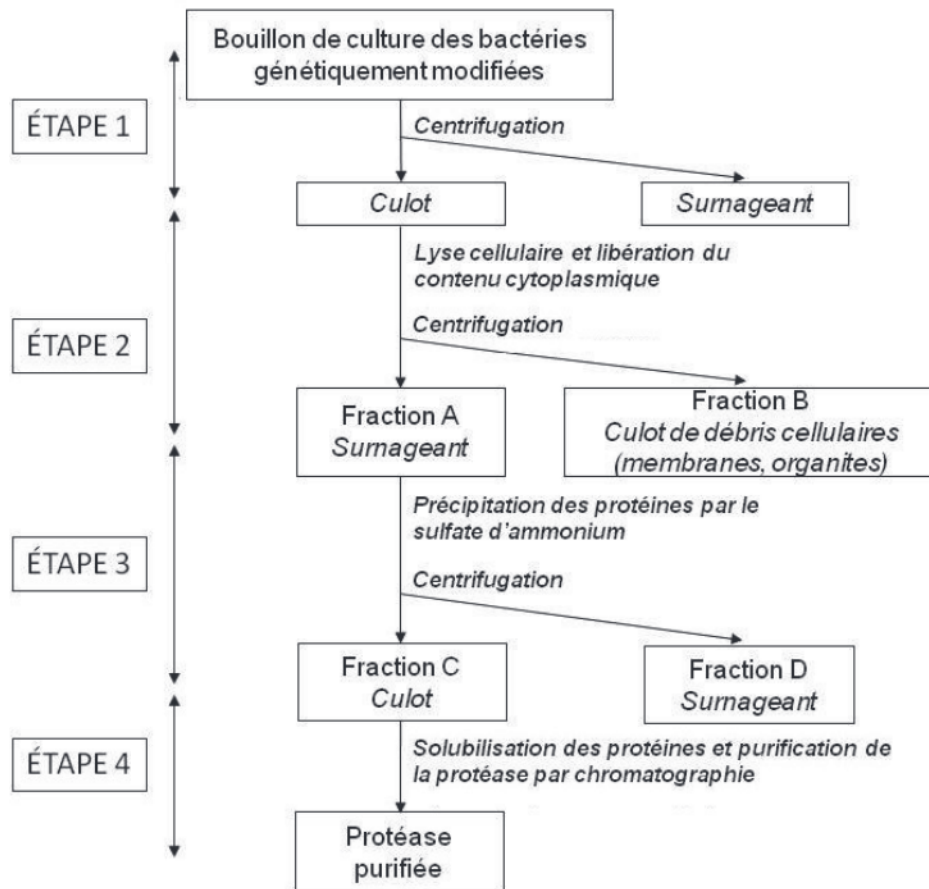 Bouillon de culture des bactéries
génétiquement modifiées
ÉTAPE 1
Centrifugation
Culot
Surnageant
Lyse cellulaire et libération du
contenu cytoplasmique
ÉTAPE 2
Centrifugation
Fraction A
Surnageant
Fraction B
Culot de débris cellulaires
(membranes, organites)
Précipitation des protéines par le
sulfate d'ammonium
ÉTAPE 3
Centrifugation
Fraction C
Culot
Fraction D
Surnageant
ÉTAPE 4
Solubilisation des protéines et purification de
la protéase par chromatographie
Protéase
purifiée